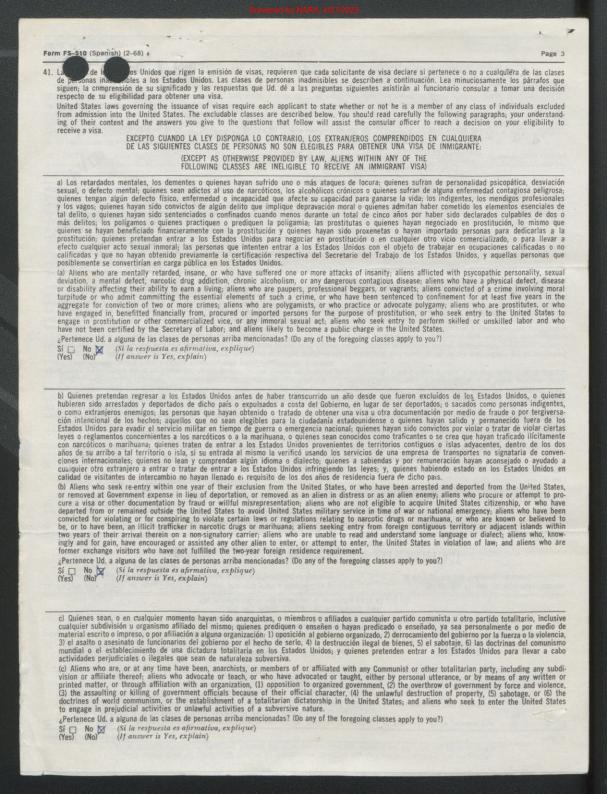 Form FS-510 (Spanish) (2-68)
Page 3
41. La de los Unidos que rigen la emisión de visas, requieren que cada solicitante de visa declare si pertenece o no a cualquiera de las clases
de personas inadmisibles a los Estados Unidos. Las clases de personas inadmisibles se describen a continuación. Lea minuciosamente los párrafos que
siguen; la comprensión de su significado y las respuestas que Ud. dé a las preguntas siguientes asistirán al funcionario consular a tomar una decisión
respecto de su eligibilidad para obtener una visa.
United States laws governing the issuance of visas require each applicant to state whether or not he is a member of any class of individuals excluded
from admission into the United States. The excludable classes are described below. You should read carefully the following paragraphs; your understand-
ing of their content and the answers you give to the questions that follow will assist the consular officer to reach a decision on your eligibility to
receive a visa.
EXCEPTO CUANDO LA LEY DISPONGA LO CONTRARIO, LOS EXTRANJEROS COMPRENDIDOS EN CUALQUIERA
DE LAS SIGUIENTES CLASES DE PERSONAS NO SON ELEGIBLES PARA OBTENER UNA VISA DE INMIGRANTE:
(EXCEPT AS OTHERWISE PROVIDED BY LAW, ALIENS WITHIN ANY OF THE
FOLLOWING CLASSES ARE INELIGIBLE TO RECEIVE AN IMMIGRANT VISA)
a) Los retardados mentales, los dementes o quienes hayan sufrido uno o más ataques de locura; quienes sufran de personalidad psicopática, desviación
sexual, o defecto mental; quienes sean adictos al uso de narcóticos, los alcohólicos crónicos o quienes sufran de alguna enfermedad contagiosa peligrosa;
quienes tengan algún defecto físico, enfermedad o incapacidad que afecte su capacidad para ganarse la vida; los indigentes, los mendigos profesionales
y los vagos; quienes hayan sido convictos de algún delito que implique depravación moral o quienes admitan haber cometido los elementos esenciales de
tal delito, o quienes hayan sido sentenciados o confinados cuando menos durante un total de cinco años por haber sido declarados culpables de dos o
más delitos; los polígamos o quienes practiquen o prediquen la poligamia; las prostitutas o quienes hayan negociado en prostitución, lo mismo que
quienes se hayan beneficiado financieramente con la prostitución y quienes hayan sido proxenetas o hayan importado personas para dedicarlas a la
prostitución; quienes pretendan entrar a los Estados Unidos para negociar en prostitución o en cualquier otro vicio comercializado, o para llevar a
efecto cualquier acto sexual inmoral; las personas que intenten entrar a los Estados Unidos con el objeto de trabajar en ocupaciones calificadas o no
calificadas y que no hayan obtenido previamente la certificación respectiva del Secretario del Trabajo de los Estados Unidos, y aquellas personas que
posiblemente se convertirían en carga pública en los Estados Unidos.
(a) Aliens who are mentally retarded, insane, or who have suffered one or more attacks of insanity; aliens afflicted with psycopathic personality, sexual
deviation, a mental defect, narcotic drug addiction, chronic alcoholism, or any dangerous contagious disease; aliens who have a physical defect, disease
or disability affecting their ability to earn a living; aliens who are paupers, professional beggars, or vagrants; aliens convicted of a crime involving moral
turpitude or who admit committing the essential elements of such a crime, or who have been sentenced to confinement for at least five years in the
aggregate for conviction of two or more crimes; aliens who are polygamists, or who practice or advocate polygamy; aliens who are prostitutes, or who
have engaged in, benefited financially from, procured or imported persons for the purpose of prostitution, or who seek entry to the United States to
engage in prostitution or other commercialized vice, or any immoral sexual act; aliens who seek entry to perform skilled or unskilled labor and who
have not been certified by the Secretary of Labor; and aliens likely to become a public charge in the United States.
¿Pertenece Ud. a alguna de las clases de personas arriba mencionadas? (Do any of the foregoing classes apply to you?)
Sí No (Si la respuesta es afirmativa, explique)
(Yes) (No) (If answer is Yes, explain)
b) Quienes pretendan regresar a los Estados Unidos antes de haber transcurrido un año desde que fueron excluídos de los Estados Unidos, o quienes
hubieren sido arrestados y deportados de dicho país o expulsados a costa del Gobierno, en lugar de ser deportados, o sacados como personas indigentes,
o como extranjeros enemigos; las personas que hayan obtenido o tratado de obtener una visa u otra documentación por medio de fraude o por tergiversa-
ción intencional de los hechos; aquellos que no sean elegibles para la ciudadanía estadounidense o quienes hayan salido y permanecido fuera de los
Estados Unidos para evadir el servicio militar en tiempo de guerra o emergencia nacional; quienes hayan sido convictos por violar o tratar de violar ciertas
leyes o reglamentos concernientes a los narcóticos o a la marihuana, o quienes sean conocidos como traficantes o se crea que hayan traficado ilícitamente
con narcóticos o marihuana; quienes traten de entrar a los Estados Unidos provenientes de territorios contiguos o islas adyacentes, dentro de los dos
años de su arribo a tal territorio o isla, si su entrada al mismo la verificó usando los servicios de una empresa de transportes no signataria de conven-
ciones internacionales; quienes no lean y comprendan algún idioma o dialecto; quienes a sabiendas y por remuneración hayan aconsejado o ayudado a
cualquier otro extranjero a entrar o tratar de entrar a los Estados Unidos infringiendo las leyes; y, quienes habiendo estado en los Estados Unidos en
calidad de visitantes de intercambio no hayan llenado el requisito de los dos años de residencia fuera de dicho país.
(b) Aliens who seek re-entry within one year of their exclusion from the United States, or who have been arrested and deported from the United States,
or removed at Government expense in lieu of deportation, or removed as an alien in distress or as an alien enemy; aliens who procure or attempt to pro-
cure a visa or other documentation by fraud or willful misrepresentation; aliens who are not eligible to acquire United States citizenship, or who have
departed from or remained outside the United States to avoid United States military service in time of war or national emergency; aliens who have been
convicted for violating or for conspiring to violate certain laws or regulations relating to narcotic drugs or marihuana, or who are known or believed to
be, or to have been, an illicit trafficker in narcotic drugs or marihuana; aliens seeking entry from foreign contiguous territory or adjacent islands within
two years of their arrival therein on a nonsignatory carrier; aliens who are unable to read and understand some language or dialect; aliens who, know-
ingly and for gain, have encouraged or assisted any other alien to enter, or attempt to enter, the United States in violation of law; and aliens who are
former exchange visitors who have not fulfilled the two-year foreign residence requirement.
¿Pertenece Ud. a alguna de las clases de personas arriba mencionadas? (Do any of the foregoing classes apply to you?)
Sí No (Si la respuesta es afirmativa, explique)
(Yes) (No) (If answer is Yes, explain)
c) Quienes sean, o en cualquier momento hayan sido anarquistas, o miembros o afiliados a cualquier partido comunista u otro partido totalitario, inclusive
cualquier subdivisión u organismo afiliado del mismo; quienes prediquen o enseñen o hayan predicado o enseñado, ya sea personalmente o por medio de
material escrito o impreso, o por afiliación a alguna organización: 1) oposición al gobierno organizado, 2) derrocamiento del gobierno por la fuerza o la violencia,
3) el asalto o asesinato de funcionarios del gobierno por el hecho de serlo, 4) la destrucción ilegal de bienes, 5) el sabotaje, 6) las doctrinas del comunismo
mundial o el establecimiento de una dictadura totalitaria en los Estados Unidos; y quienes pretendan entrar a los Estados Unidos para llevar a cabo
actividades perjudiciales o ilegales que sean de naturaleza subversiva.
(c) Aliens who are, or at any time have been, anarchists, or members of or affiliated with any Communist or other totalitarian party, including any subdi-
vision or affiliate thereof; aliens who advocate or teach, or who have advocated or taught, either by personal utterance, or by means of any written or
printed matter, or through affiliation with an organization, (1) opposition to organized government, (2) the overthrow of government by force and violence,
(3) the assaulting or killing of government officials because of their official character, (4) the unlawful destruction of property, (5) sabotage, or (6) the
doctrines of world communism, or the establishment of a totalitarian dictatorship in the United States; and aliens who seek to enter the United States
to engage in prejudicial activities or unlawful activities of a subversive nature.
¿Pertenece Ud. a alguna de las clases de personas arriba mencionadas? (Do any of the foregoing classes apply to you?)
Sí No (Si la respuesta es afirmativa, explique)
(Yes) (No) (If answer is Yes, explain)